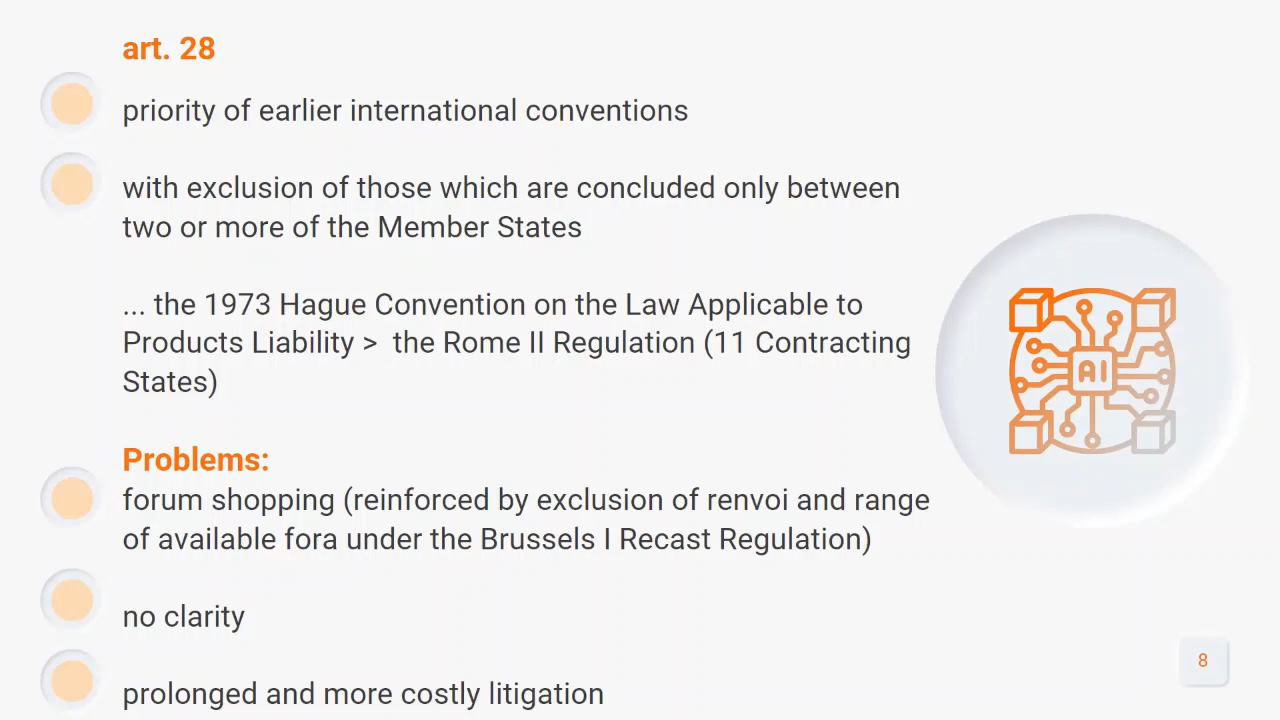 art. 28
priority of earlier international conventions
with exclusion of those which are concluded only between
two or more of the Member States
... the 1973 Hague Convention on the Law Applicable to
Products Liability > the Rome II Regulation (11 Contracting
States)
AI
Problems:
forum shopping (reinforced by exclusion of renvoi and range
of available fora under the Brussels I Recast Regulation)
no clarity
prolonged and more costly litigation
8